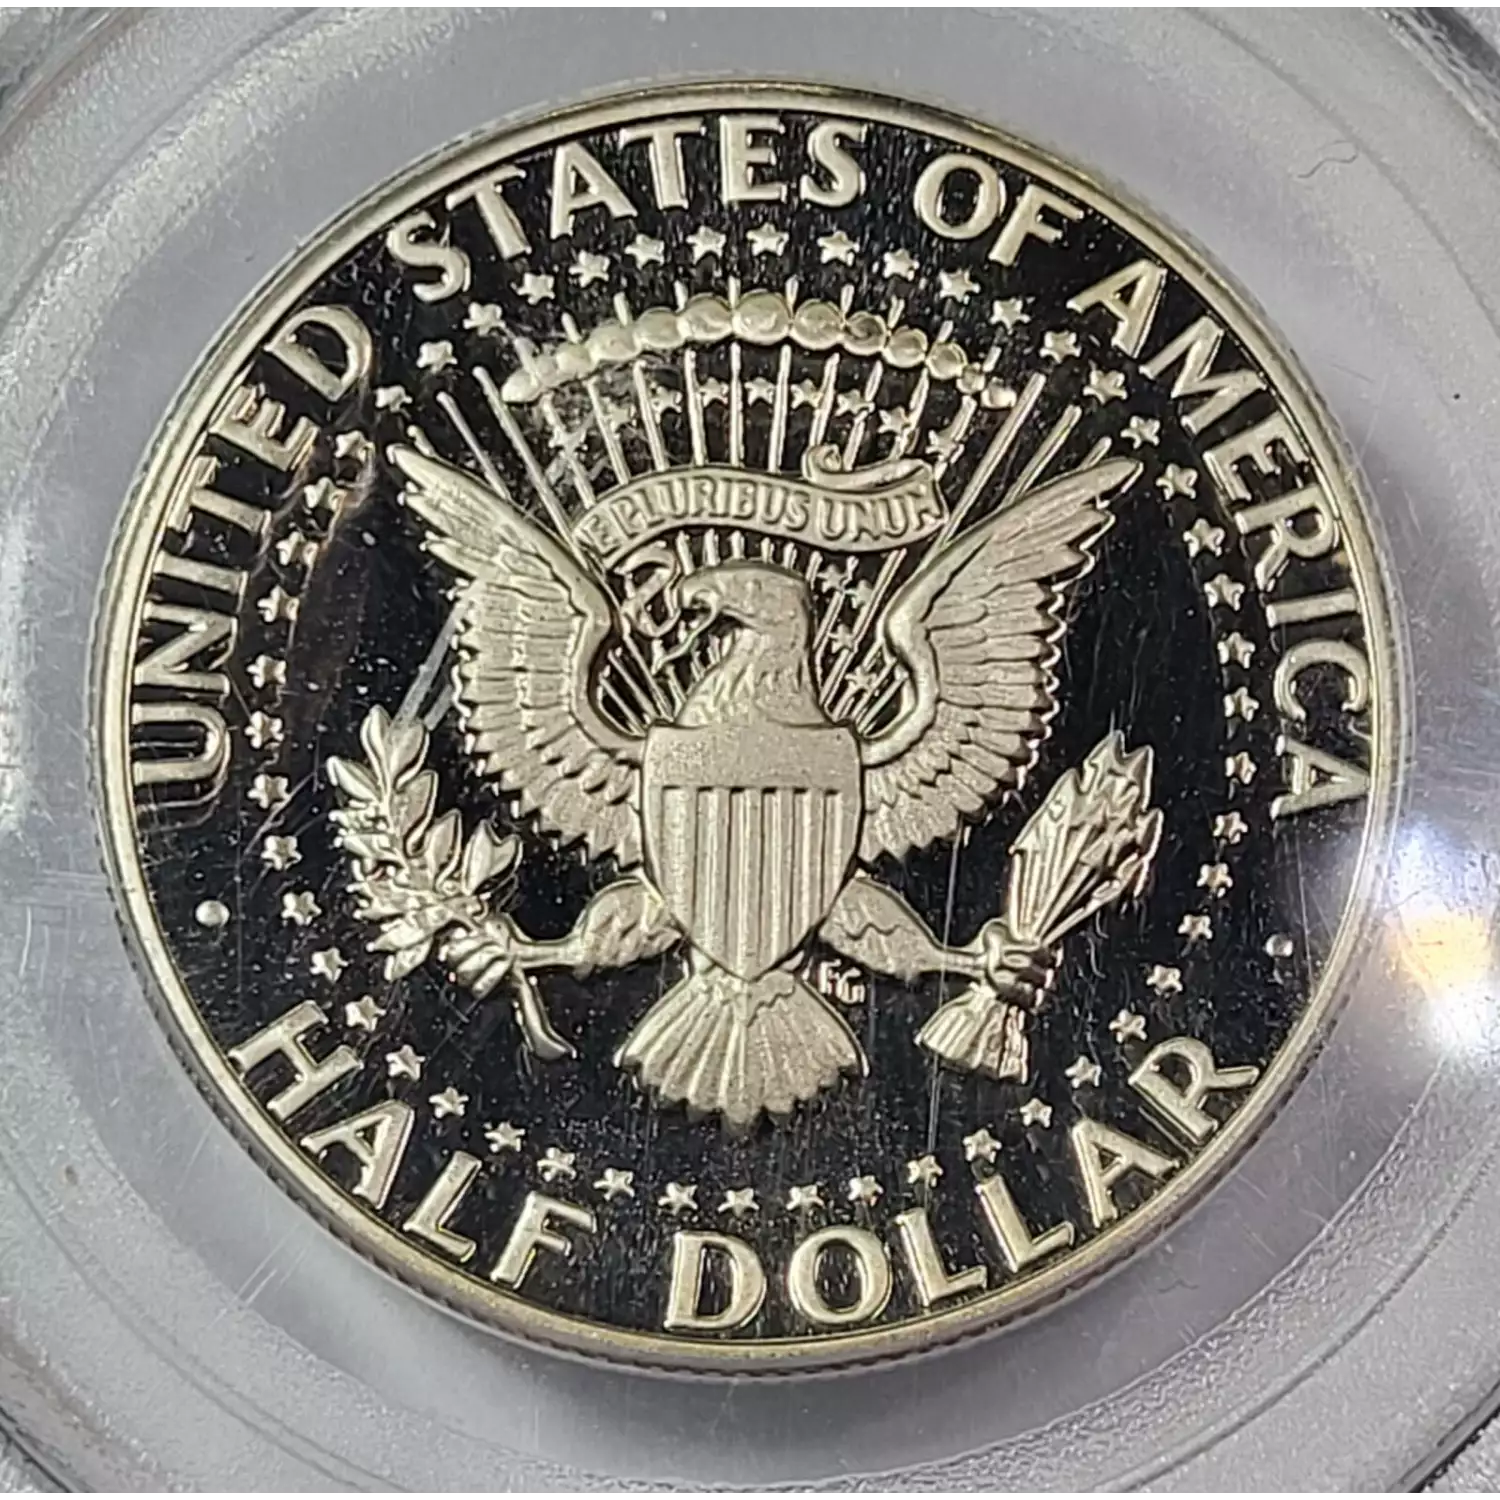 UNITED STATES OF AMERICA
E PLURIBUS UNUM
FG
HALF DOLLAR